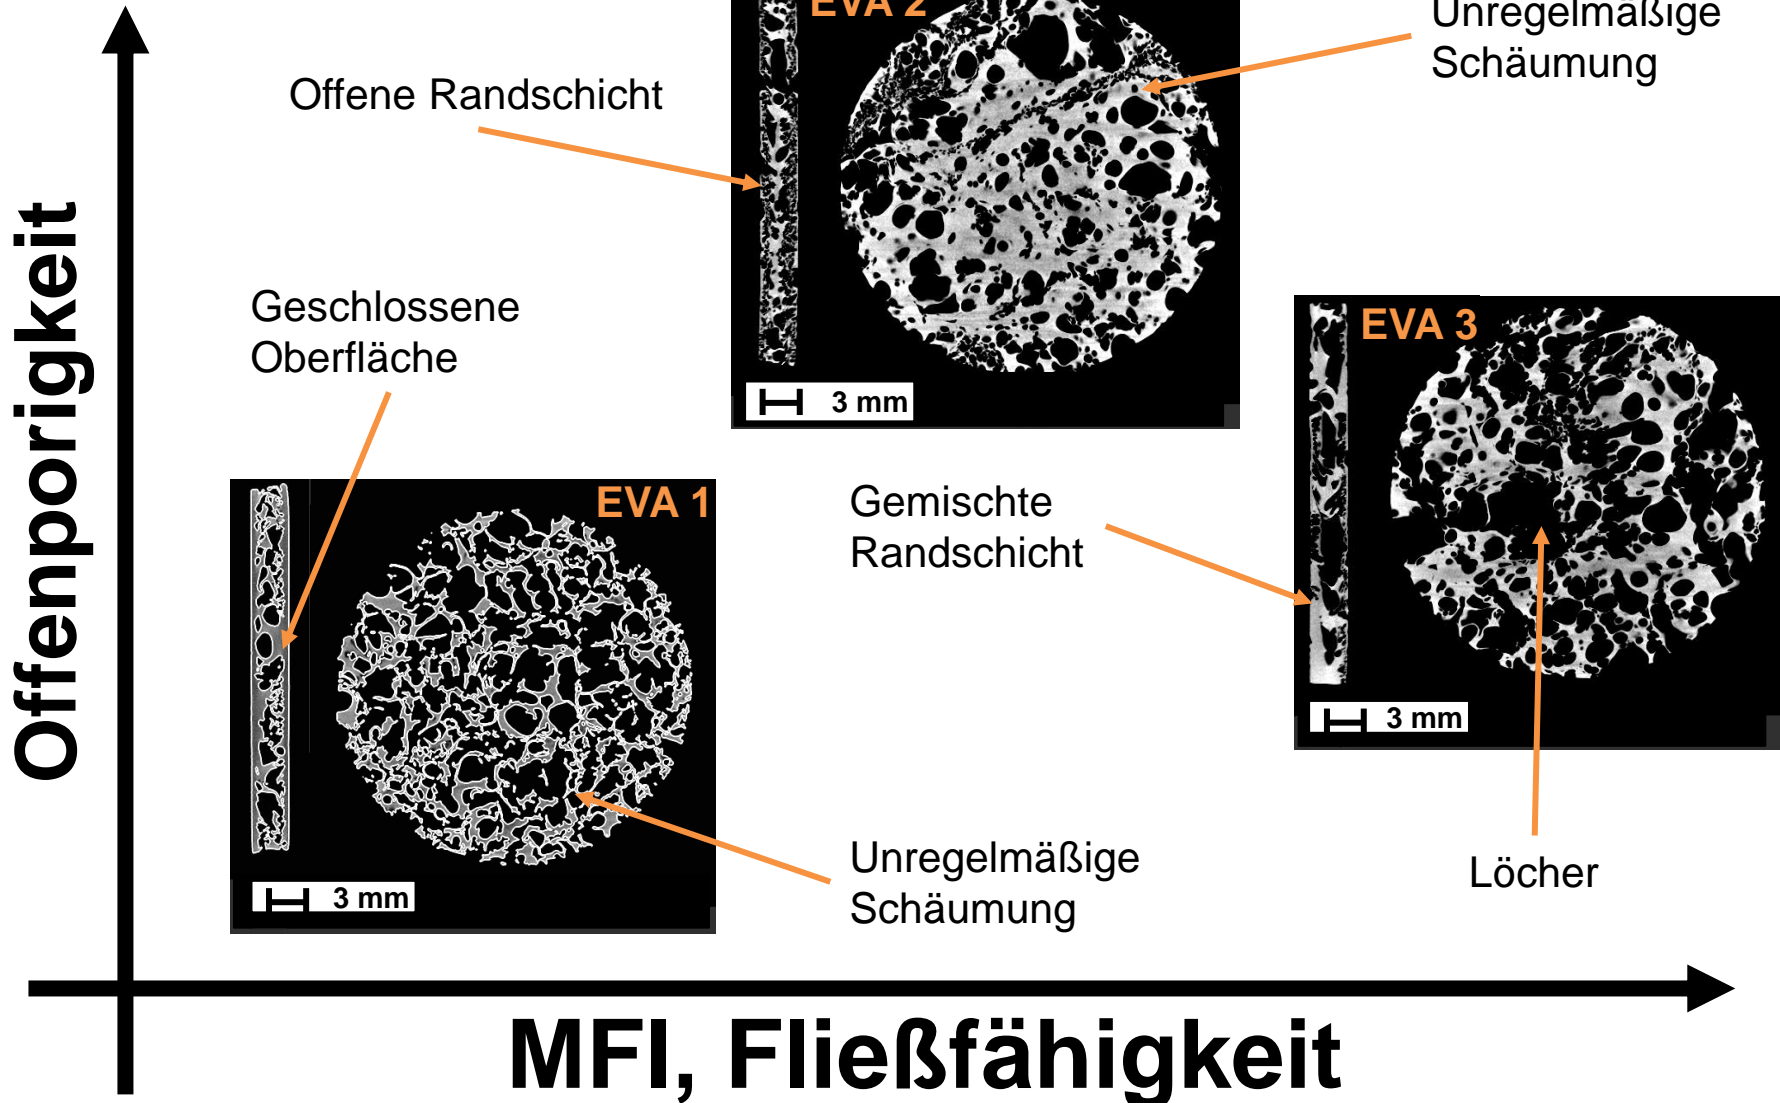 EVA 2
Unregelmäßige
Schäumung
Offene Randschicht
Offenporigkeit
Geschlossene
Oberfläche
EVA 3
3 mm
EVA 1
Gemischte
Randschicht
3 mm
3 mm
Unregelmäßige
Schäumung
Löcher
MFI, Fließfähigkeit